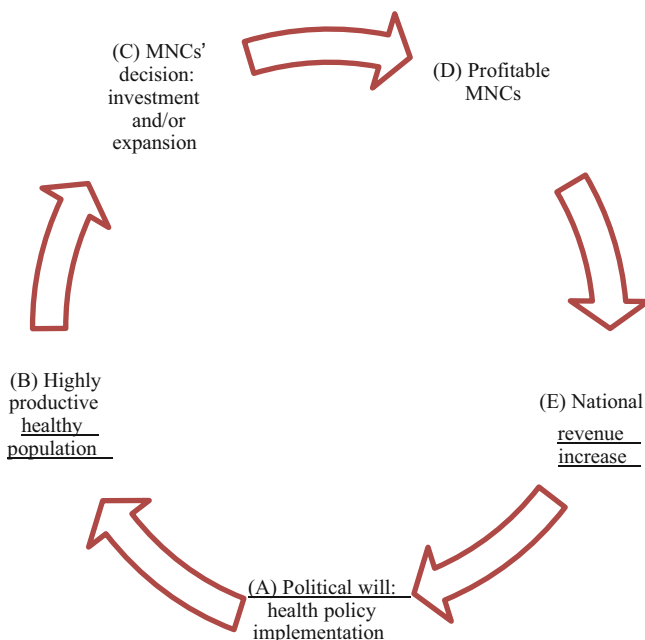 (C) MNCs’
decision:
investment
and/or
expansion
(D) Profitable
MNCs
(B) Highly
productive
healthy
population
(E) National
revenue
increase
(A) Political will:
health policy
implementation